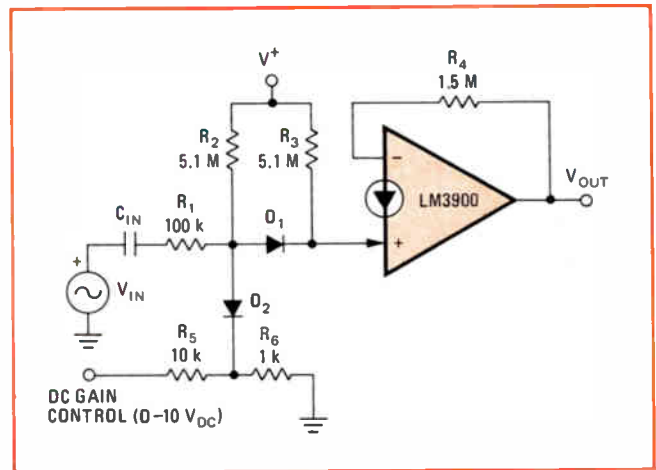 V+
R4
1.5 M
R2
5.1 M
R3
5.1 M
−
LM3900
VOUT
+
CIN
R1
100 k
D1
+
VIN
D2
R5
10 k
R6
1 k
DC GAIN
CONTROL (0–10 VDC)